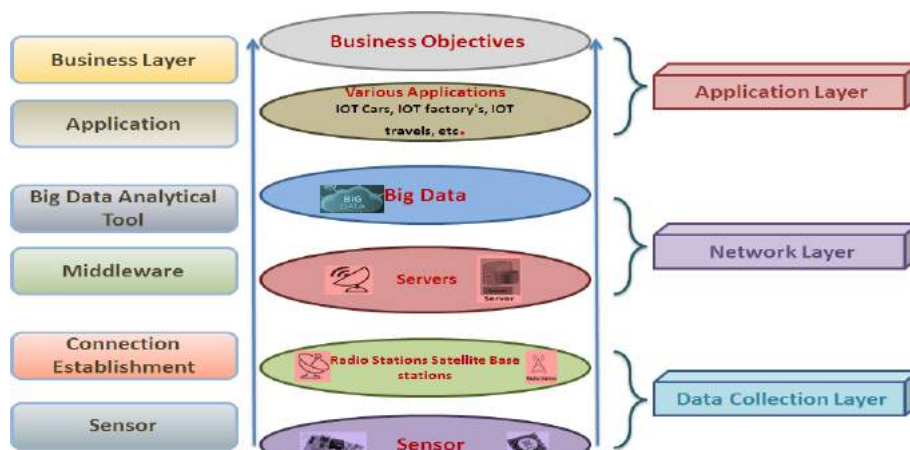 Business Layer
Application
Big Data Analytical
Tool
Middleware
Connection
Establishment
Sensor
Business Objectives
Various Applications
IOT Cars, IOT factory's, IOT
travels, etc.
BIG
DATA
Big Data
Servers
Server
Radio Stations Satellite Base
stations
Sensor
Application Layer
Network Layer
Data Collection Layer